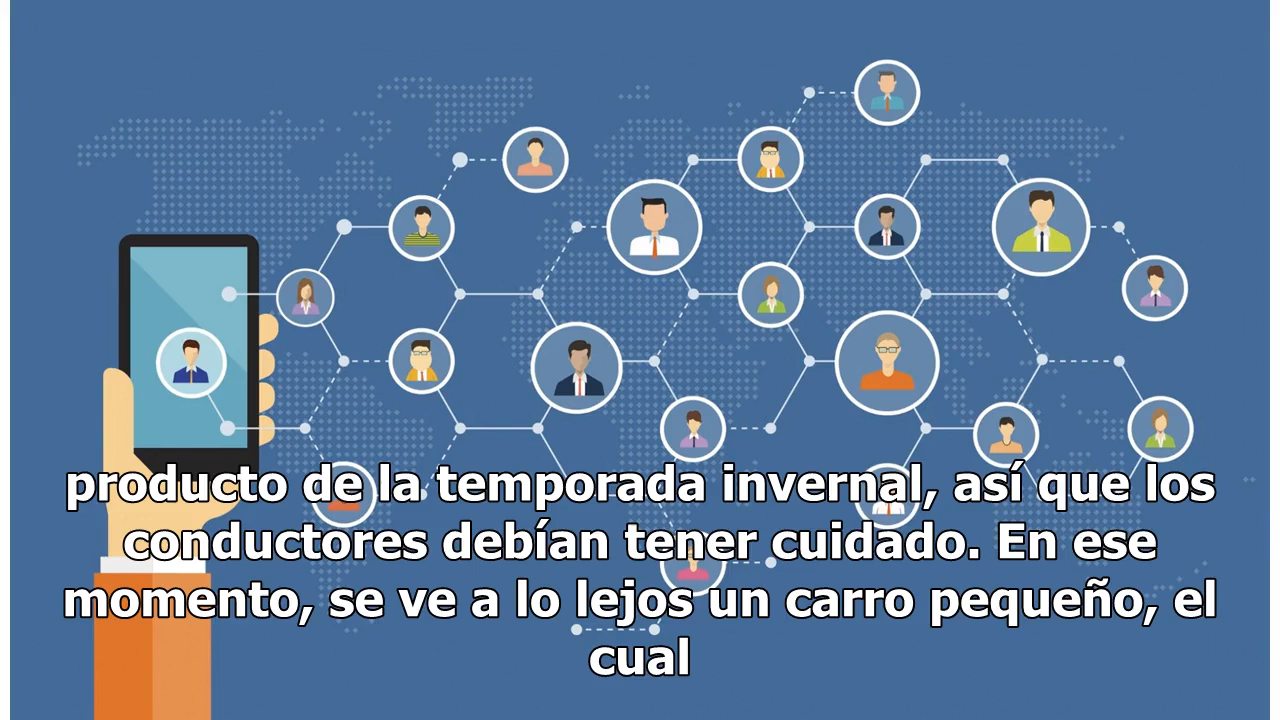 producto de la temporada invernal, así que los
conductores debían tener cuidado. En ese
momento, se ve a lo lejos un carro pequeño, el
cual